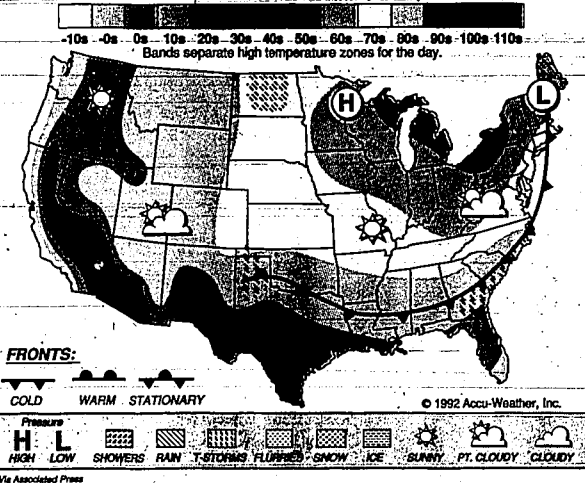 -10s -0s 0s 10s 20s 30s 40s 50s 60s 70s 80s 90s 100s 110s
Bands separate high temperature zones for the day.
H
L
FRONTS:
COLD WARM STATIONARY
© 1992 Accu-Weather, Inc.
Pressure
H L
HIGH LOW SHOWERS RAIN T-STORMS FLURRIES SNOW ICE SUNNY PT. CLOUDY CLOUDY
Via Associated Press